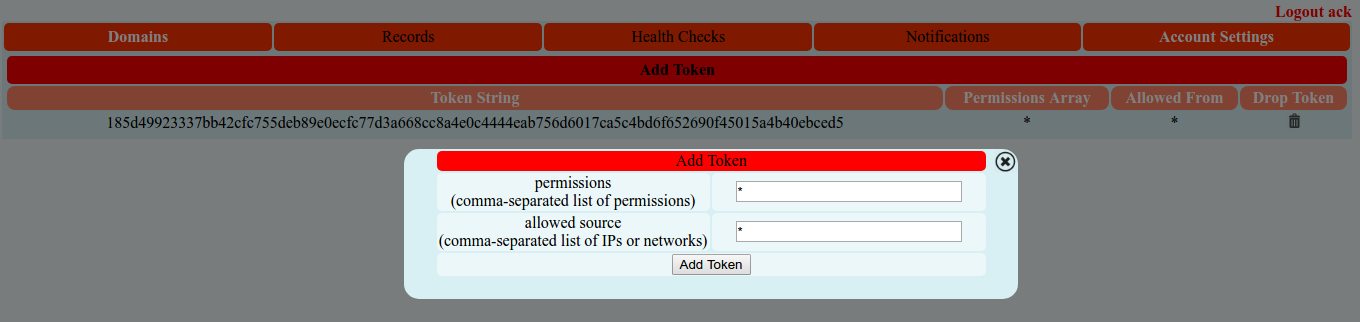 Logout ack
Domains Records Health Checks Notifications Account Settings
Add Token
Token String Permissions Array Allowed From Drop Token
185d49923337bb42cfc755deb89e0ecfc77d3a668cc8a4e0c4444eab756d6017ca5c4bd6f652690f45015a4b40ebced5 * *
Add Token
permissions
(comma-separated list of permissions) *
allowed source
(comma-separated list of IPs or networks) *
Add Token